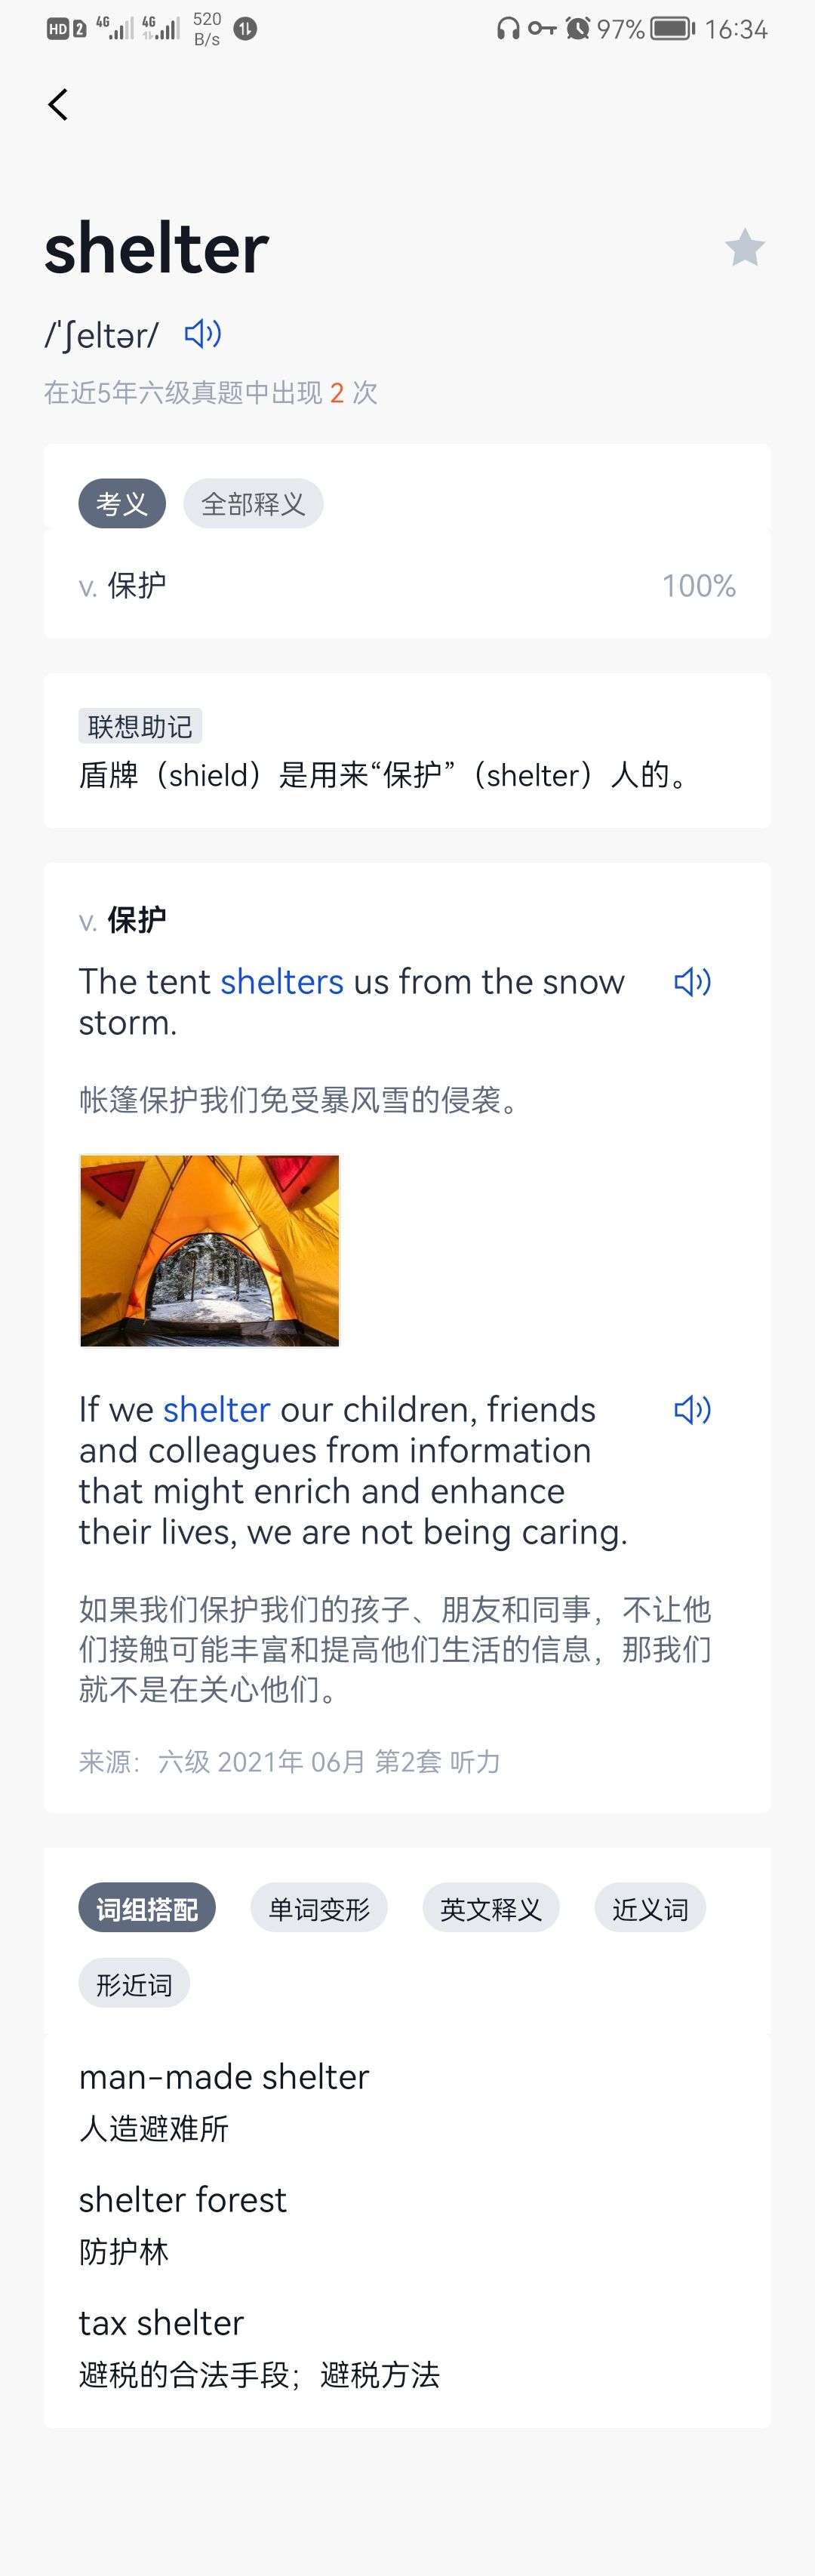 HD 2 4G 4G 520 B/s 97% 16:34
shelter
/ˈʃeltər/
在近5年六级真题中出现 2 次
考义 全部释义
v. 保护 100%
联想助记
盾牌（shield）是用来“保护”（shelter）人的。
v. 保护
The tent shelters us from the snow
storm.
帐篷保护我们免受暴风雪的侵袭。
If we shelter our children, friends
and colleagues from information
that might enrich and enhance
their lives, we are not being caring.
如果我们保护我们的孩子、朋友和同事，不让他
们接触可能丰富和提高他们生活的信息，那我们
就不是在关心他们。
来源：六级 2021年 06月 第2套 听力
词组搭配 单词变形 英文释义 近义词
形近词
man-made shelter
人造避难所
shelter forest
防护林
tax shelter
避税的合法手段；避税方法